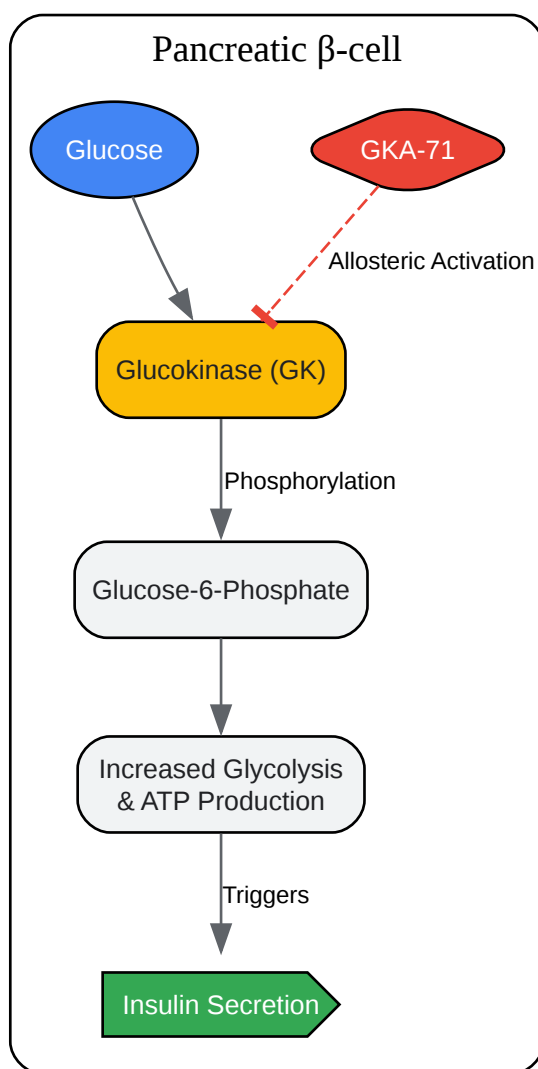 Pancreatic β-cell
Glucose
GKA-71
Allosteric Activation
Glucokinase (GK)
Phosphorylation
Glucose-6-Phosphate
Increased Glycolysis
& ATP Production
Triggers
Insulin Secretion